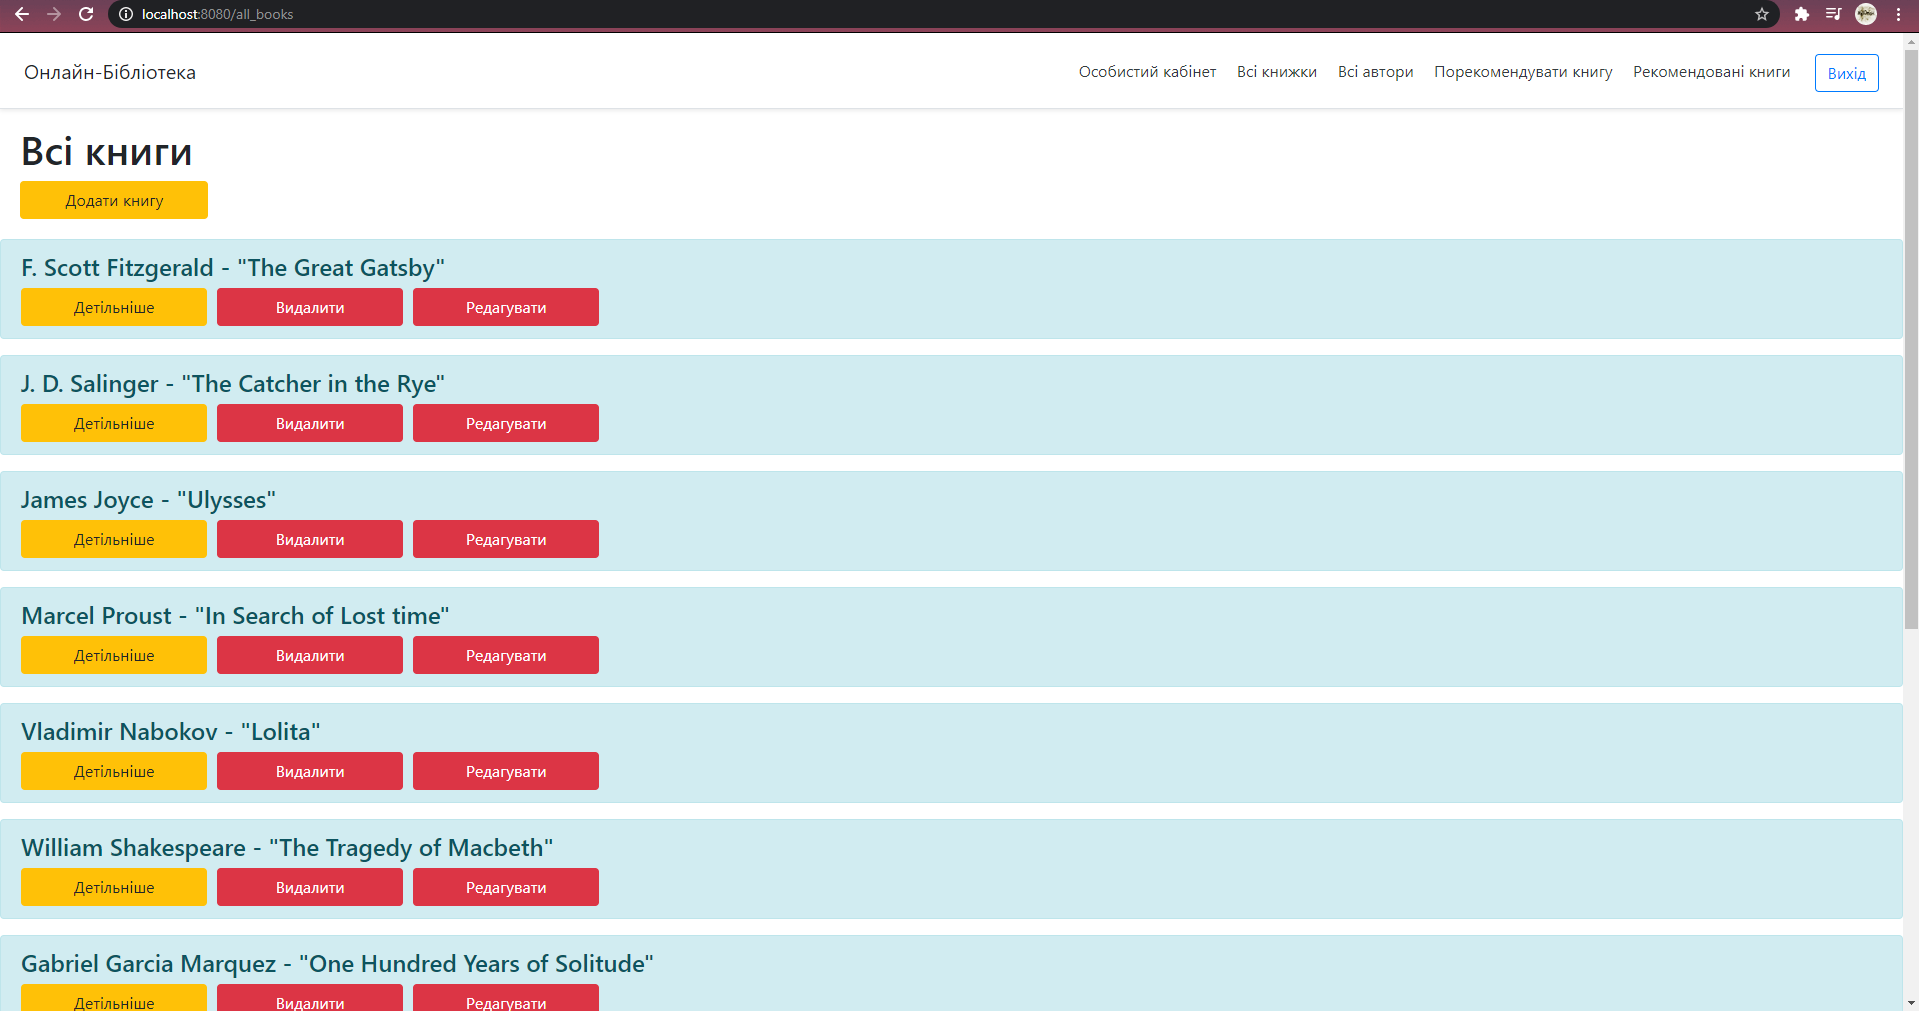 localhost:8080/all_books
Онлайн-Бібліотека
Особистий кабінет Всі книжки Всі автори Порекомендувати книгу Рекомендовані книги Вихід
Всі книги
Додати книгу
F. Scott Fitzgerald - "The Great Gatsby"
Детільніше Видалити Редагувати
J. D. Salinger - "The Catcher in the Rye"
Детільніше Видалити Редагувати
James Joyce - "Ulysses"
Детільніше Видалити Редагувати
Marcel Proust - "In Search of Lost time"
Детільніше Видалити Редагувати
Vladimir Nabokov - "Lolita"
Детільніше Видалити Редагувати
William Shakespeare - "The Tragedy of Macbeth"
Детільніше Видалити Редагувати
Gabriel Garcia Marquez - "One Hundred Years of Solitude"
Детільніше Видалити Редагувати